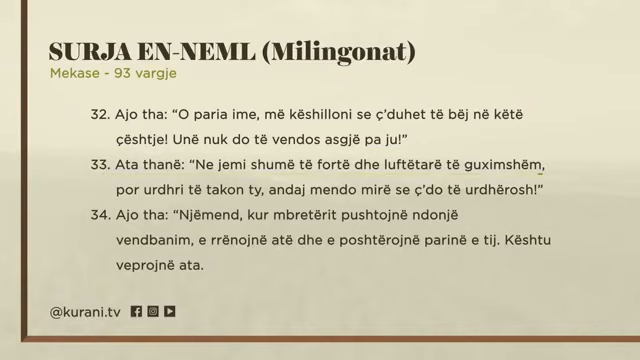 SURJA EN-NEML (Milingonat)
Mekase - 93 vargje
32. Ajo tha: “O paria ime, më këshilloni se ç’duhet të bëj në këtë
çështje! Unë nuk do të vendos asgjë pa ju!”
33. Ata thanë: “Ne jemi shumë të fortë dhe luftëtarë të guximshëm,
por urdhri të takon ty, andaj mendo mirë se ç’do të urdhërosh!”
34. Ajo tha: “Njëmend, kur mbretërit pushtojnë ndonjë
vendbanim, e rrënojnë atë dhe e poshtërojnë parinë e tij. Kështu
veprojnë ata.
@kurani.tv